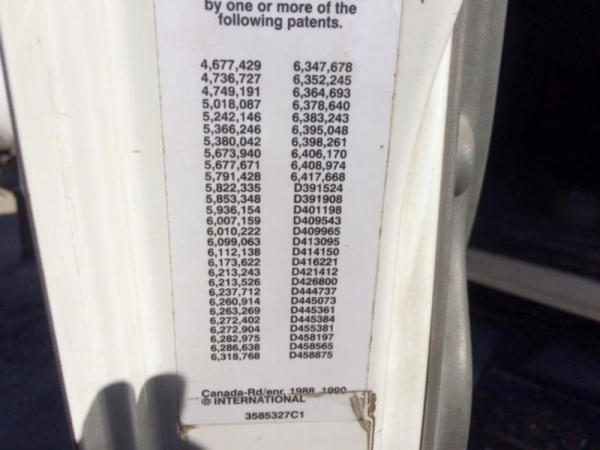 by one or more of the
following patents.
4,677,429 6,347,678
4,736,727 6,352,245
4,749,191 6,364,693
5,018,087 6,378,640
5,242,146 6,383,243
5,366,246 6,395,048
5,380,042 6,398,261
5,673,940 6,406,170
5,677,671 6,408,974
5,791,428 6,417,668
5,822,335 D391524
5,853,348 D391908
5,936,154 D401198
6,007,159 D409543
6,010,222 D409965
6,099,063 D413095
6,112,138 D414150
6,173,622 D416221
6,213,243 D421412
6,213,526 D426800
6,237,712 D444737
6,260,914 D445073
6,263,269 D445361
6,272,402 D445384
6,272,904 D455381
6,282,975 D458197
6,286,638 D458565
6,318,768 D458875
Canada-Rd/enr. 1988, 1990
© INTERNATIONAL
3585327C1